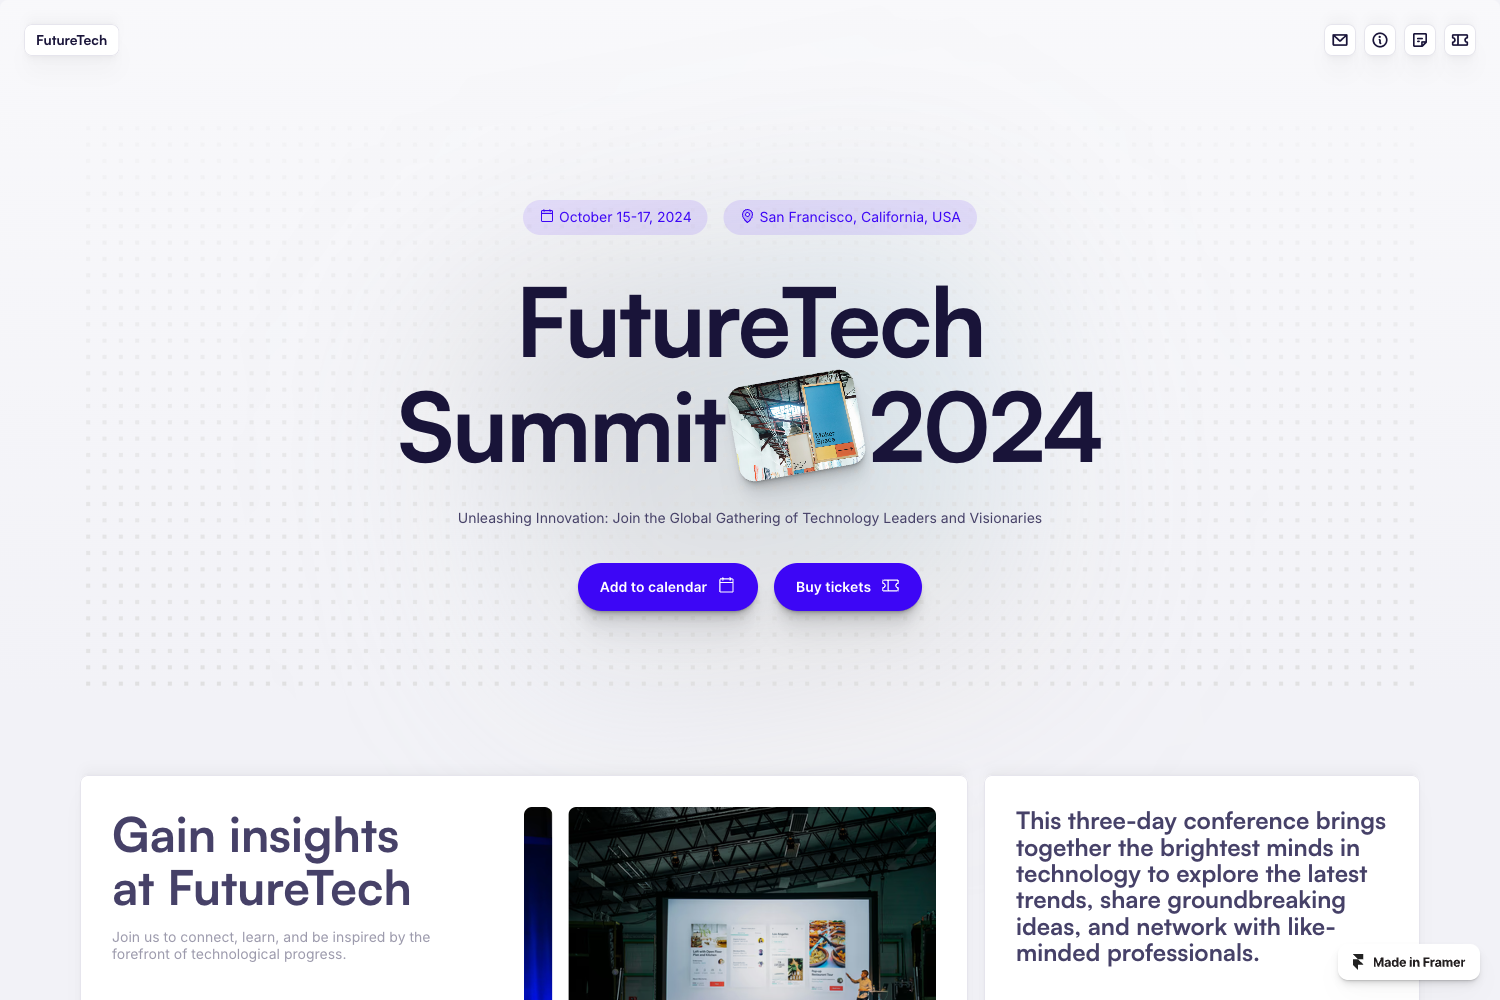 FutureTech
October 15-17, 2024
San Francisco, California, USA
FutureTech
Summit 2024
Maker
Space
Unleashing Innovation: Join the Global Gathering of Technology Leaders and Visionaries
Add to calendar
Buy tickets
Gain insights
at FutureTech
Join us to connect, learn, and be inspired by the
forefront of technological progress.
This three-day conference brings
together the brightest minds in
technology to explore the latest
trends, share groundbreaking
ideas, and network with like-
minded professionals.
Made in Framer